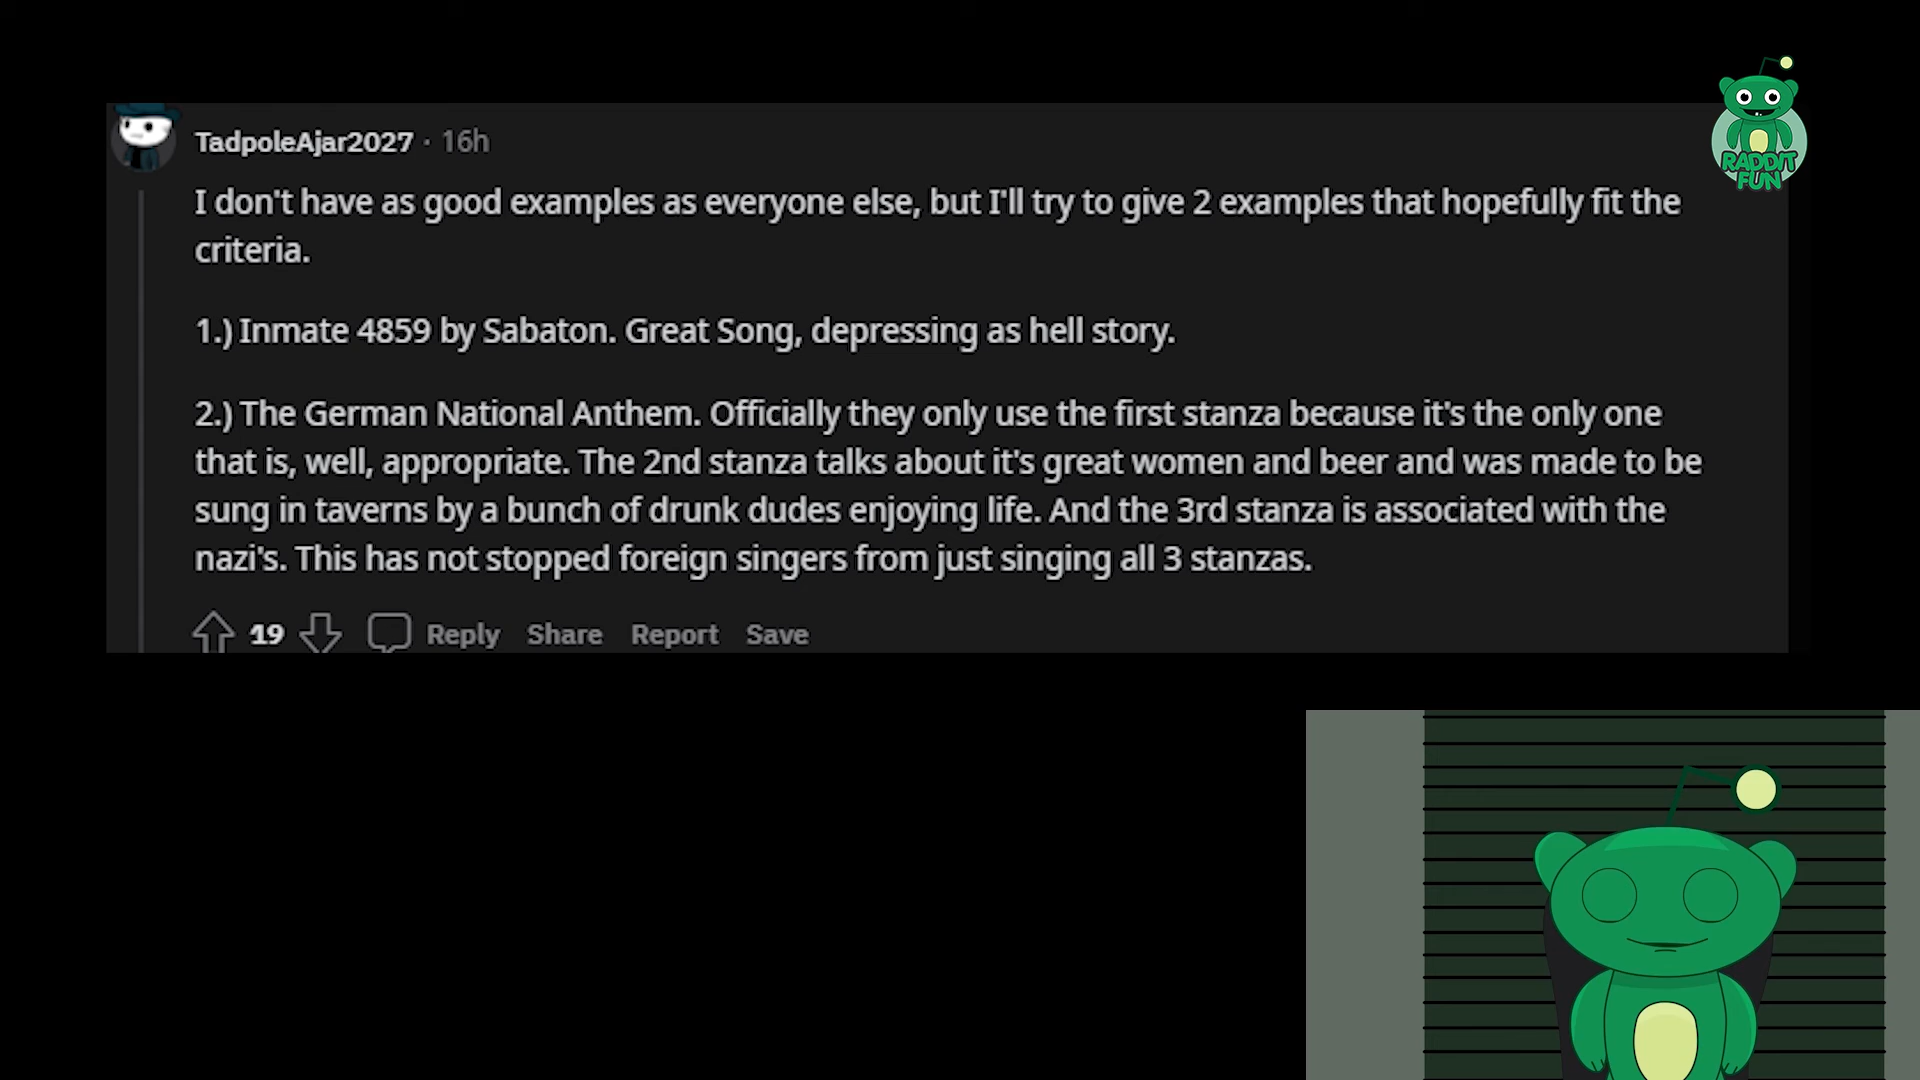 RADDIT
FUN
TadpoleAjar2027 · 16h
I don't have as good examples as everyone else, but I'll try to give 2 examples that hopefully fit the
criteria.
1.) Inmate 4859 by Sabaton. Great Song, depressing as hell story.
2.) The German National Anthem. Officially they only use the first stanza because it's the only one
that is, well, appropriate. The 2nd stanza talks about it's great women and beer and was made to be
sung in taverns by a bunch of drunk dudes enjoying life. And the 3rd stanza is associated with the
nazi's. This has not stopped foreign singers from just singing all 3 stanzas.
19 Reply Share Report Save